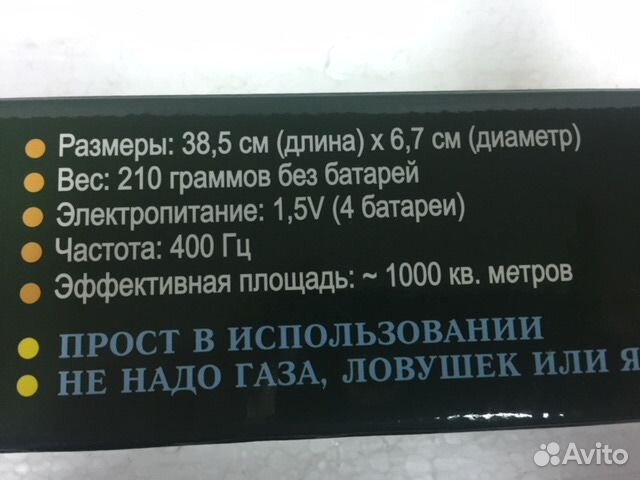 Размеры: 38,5 см (длина) х 6,7 см (диаметр)
Вес: 210 граммов без батарей
Электропитание: 1,5V (4 батареи)
Частота: 400 Гц
Эффективная площадь: ~ 1000 кв. метров
ПРОСТ В ИСПОЛЬЗОВАНИИ
НЕ НАДО ГАЗА, ЛОВУШЕК ИЛИ Я
Avito